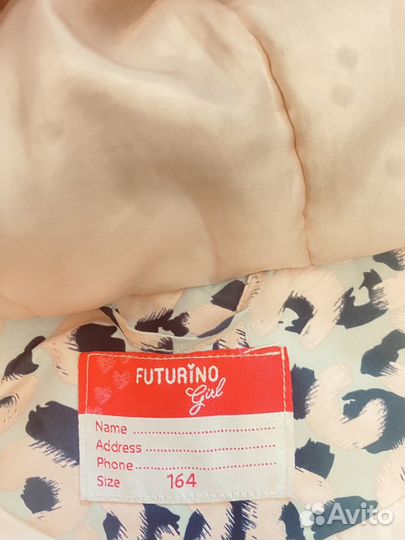 FUTURINO
Girl
Name
Address
Phone
Size 164
Avito